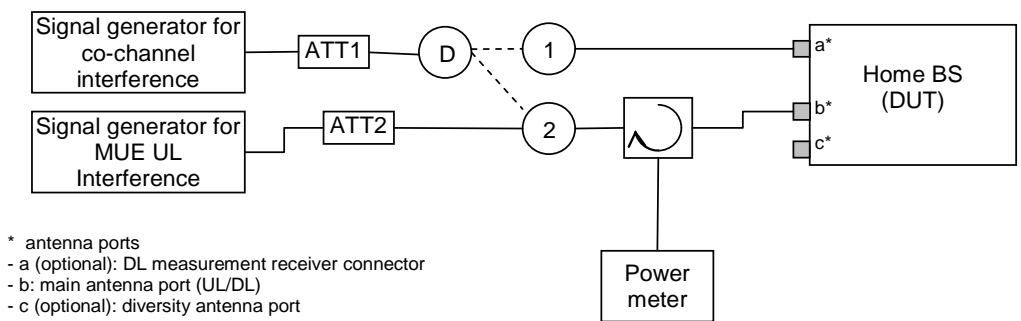 Signal generator for
co-channel
interference
ATT1
D
1
a*
Home BS
(DUT)
b*
c*
Signal generator for
MUE UL
Interference
ATT2
2
Power
meter
* antenna ports
- a (optional): DL measurement receiver connector
- b: main antenna port (UL/DL)
- c (optional): diversity antenna port